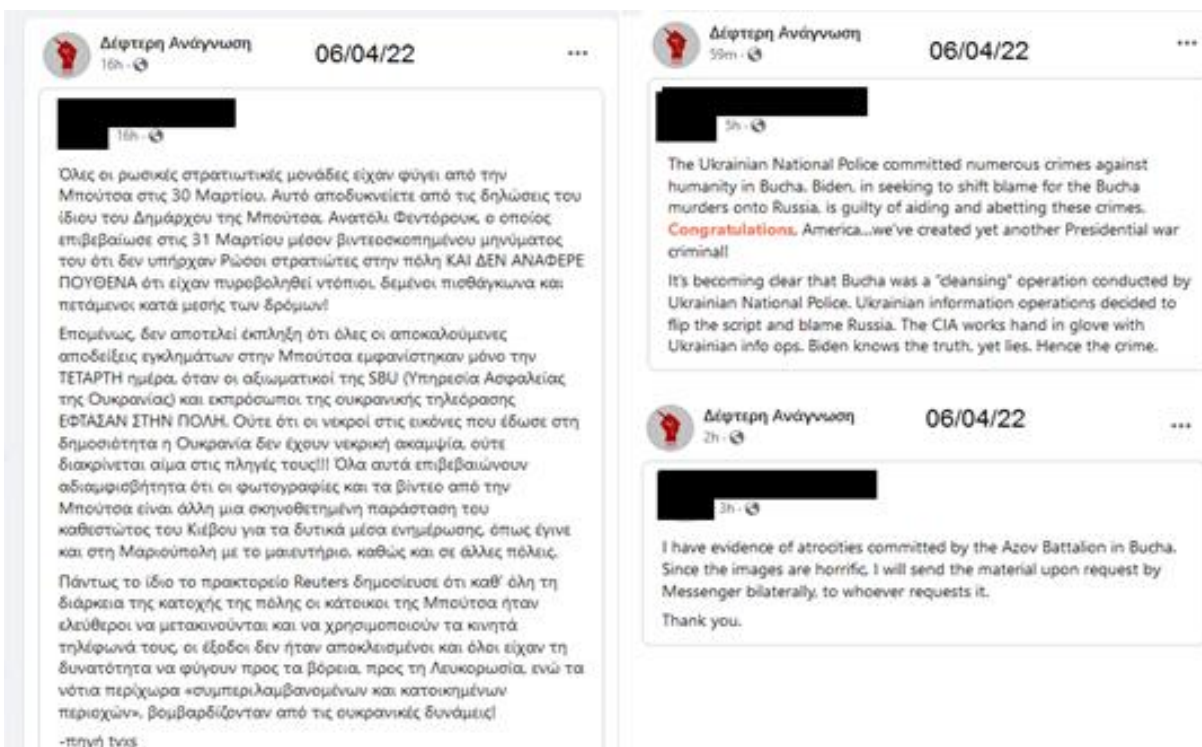 Δέφτερη Ανάγνωση
16h ·
06/04/22
16h ·
Όλες οι ρωσικές στρατιωτικές μονάδες είχαν φύγει από την
Μπούτσα στις 30 Μαρτίου. Αυτό αποδυκνείετε από τις δηλώσεις του
ίδιου του Δημάρχου της Μπούτσα, Ανατόλι Φεντόρουκ, ο οποίος
επιβεβαίωσε στις 31 Μαρτίου μέσον βιντεοσκοπημένου μηνύματος
του ότι δεν υπήρχαν Ρώσοι στρατιώτες στην πόλη ΚΑΙ ΔΕΝ ΑΝΑΦΕΡΕ
ΠΟΥΘΕΝΑ ότι είχαν πυροβοληθεί ντόπιοι, δεμένοι πισθάγκωνα και
πετάμενοι κατά μεσής των δρόμων!
Επομένως, δεν αποτελεί έκπληξη ότι όλες οι αποκαλούμενες
αποδείξεις εγκλημάτων στην Μπούτσα εμφανίστηκαν μόνο την
ΤΕΤΑΡΤΗ ημέρα, όταν οι αξιωματικοί της SBU (Υπηρεσία Ασφαλείας
της Ουκρανίας) και εκπρόσωποι της ουκρανικής τηλεόρασης
ΕΦΤΑΣΑΝ ΣΤΗΝ ΠΟΛΗ. Ούτε ότι οι νεκροί στις εικόνες που έδωσε στη
δημοσιότητα η Ουκρανία δεν έχουν νεκρική ακαμψία, ούτε
διακρίνεται αίμα στις πληγές τους!!! Όλα αυτά επιβεβαιώνουν
αδιαμφισβήτητα ότι οι φωτογραφίες και τα βίντεο από την
Μπούτσα είναι άλλη μια σκηνοθετημένη παράσταση του
καθεστώτος του Κιέβου για τα δυτικά μέσα ενημέρωσης, όπως έγινε
και στη Μαριούπολη με το μαιευτήριο, καθώς και σε άλλες πόλεις.
Πάντως το ίδιο το πρακτορείο Reuters δημοσίευσε ότι καθ' όλη τη
διάρκεια της κατοχής της πόλης οι κάτοικοι της Μπούτσα ήταν
ελεύθεροι να μετακινούνται και να χρησιμοποιούν τα κινητά
τηλέφωνά τους, οι έξοδοι δεν ήταν αποκλεισμένοι και όλοι είχαν τη
δυνατότητα να φύγουν προς τα βόρεια, προς τη Λευκορωσία, ενώ τα
νότια περίχωρα «συμπεριλαμβανομένων και κατοικημένων
περιοχών», βομβαρδίζονταν από τις ουκρανικές δυνάμεις!
-πηγή tvxs
Δέφτερη Ανάγνωση
59m ·
06/04/22
5h ·
The Ukrainian National Police committed numerous crimes against
humanity in Bucha. Biden, in seeking to shift blame for the Bucha
murders onto Russia, is guilty of aiding and abetting these crimes.
Congratulations, America...we've created yet another Presidential war
criminal!
It's becoming clear that Bucha was a "cleansing" operation conducted by
Ukrainian National Police. Ukrainian information operations decided to
flip the script and blame Russia. The CIA works hand in glove with
Ukrainian info ops. Biden knows the truth, yet lies. Hence the crime.
Δέφτερη Ανάγνωση
2h ·
06/04/22
3h ·
I have evidence of atrocities committed by the Azov Battalion in Bucha.
Since the images are horrific, I will send the material upon request by
Messenger bilaterally, to whoever requests it.
Thank you.